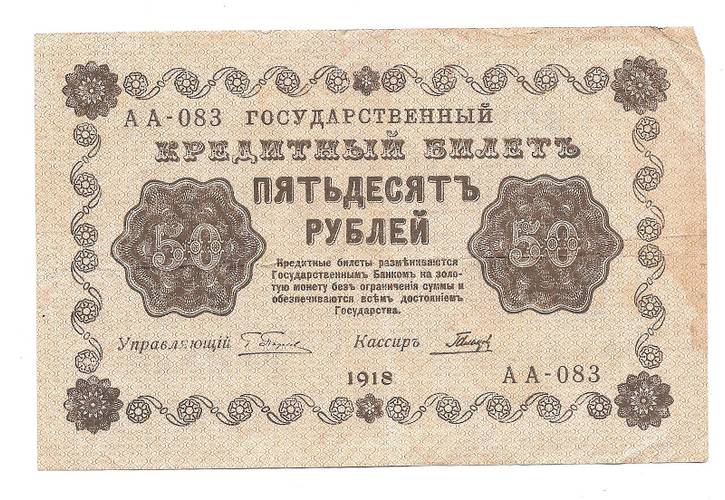 АА-083 ГОСУДАРСТВЕННЫЙ
КРЕДИТНЫЙ БИЛЕТЪ
ПЯТЬДЕСЯТЪ
РУБЛЕЙ
50 50
Кредитные билеты размѣниваются
Государственнымъ Банкомъ на золо-
тую монету безъ ограниченія суммы и
обезпечиваются всѣмъ достояніемъ
Государства.
Управляющій Кассиръ
1918 АА-083